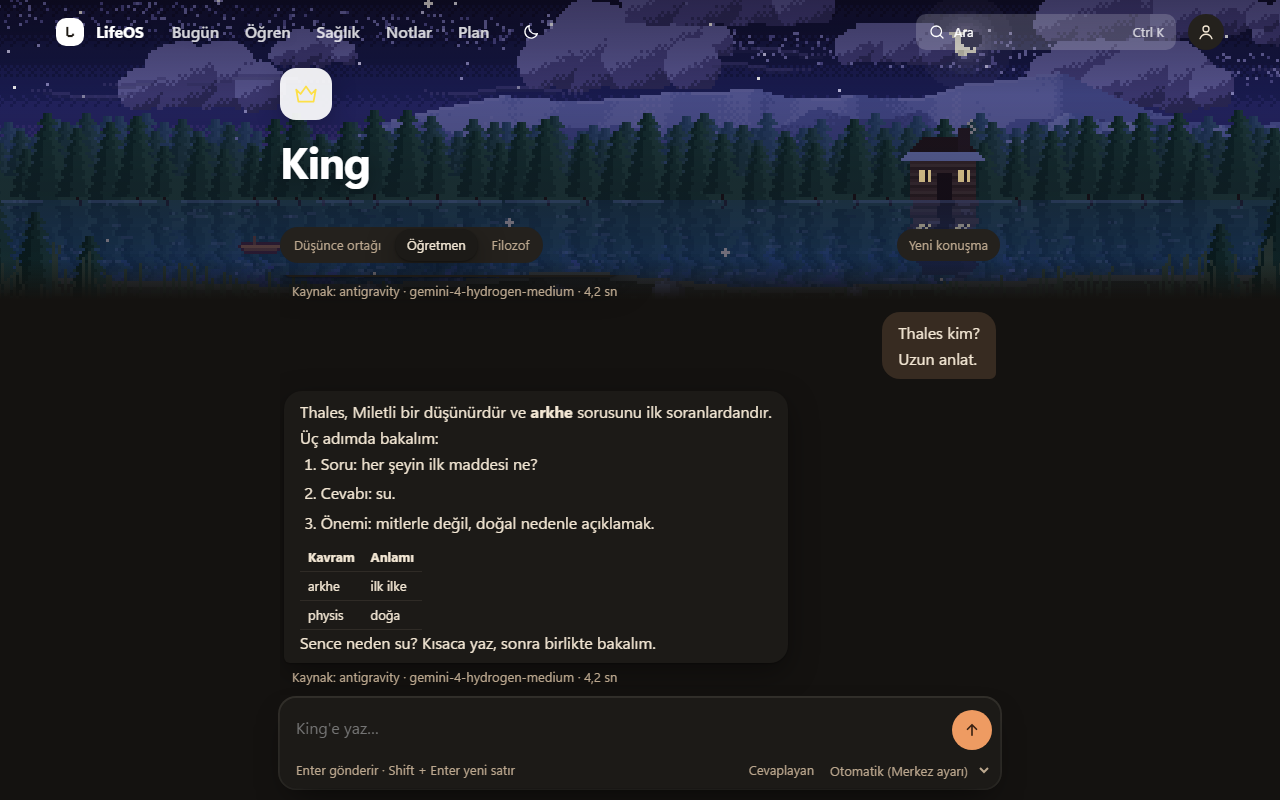 LifeOS Bugün Öğren Sağlık Notlar Plan Ara Ctrl K
King
Düşünce ortağı Öğretmen Filozof Yeni konuşma
Kaynak: antigravity · gemini-4-hydrogen-medium · 4,2 sn
Thales kim?
Uzun anlat.
Thales, Miletli bir düşünürdür ve arkhe sorusunu ilk soranlardandır.
Üç adımda bakalım:
1. Soru: her şeyin ilk maddesi ne?
2. Cevabı: su.
3. Önemi: mitlerle değil, doğal nedenle açıklamak.
Kavram Anlamı
arkhe ilk ilke
physis doğa
Sence neden su? Kısaca yaz, sonra birlikte bakalım.
Kaynak: antigravity · gemini-4-hydrogen-medium · 4,2 sn
King'e yaz...
Enter gönderir · Shift + Enter yeni satır Cevaplayan Otomatik (Merkez ayarı)